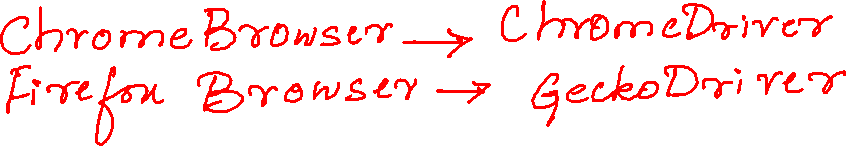 ChromeBrowser → ChromeDriver
Firefox Browser → GeckoDriver